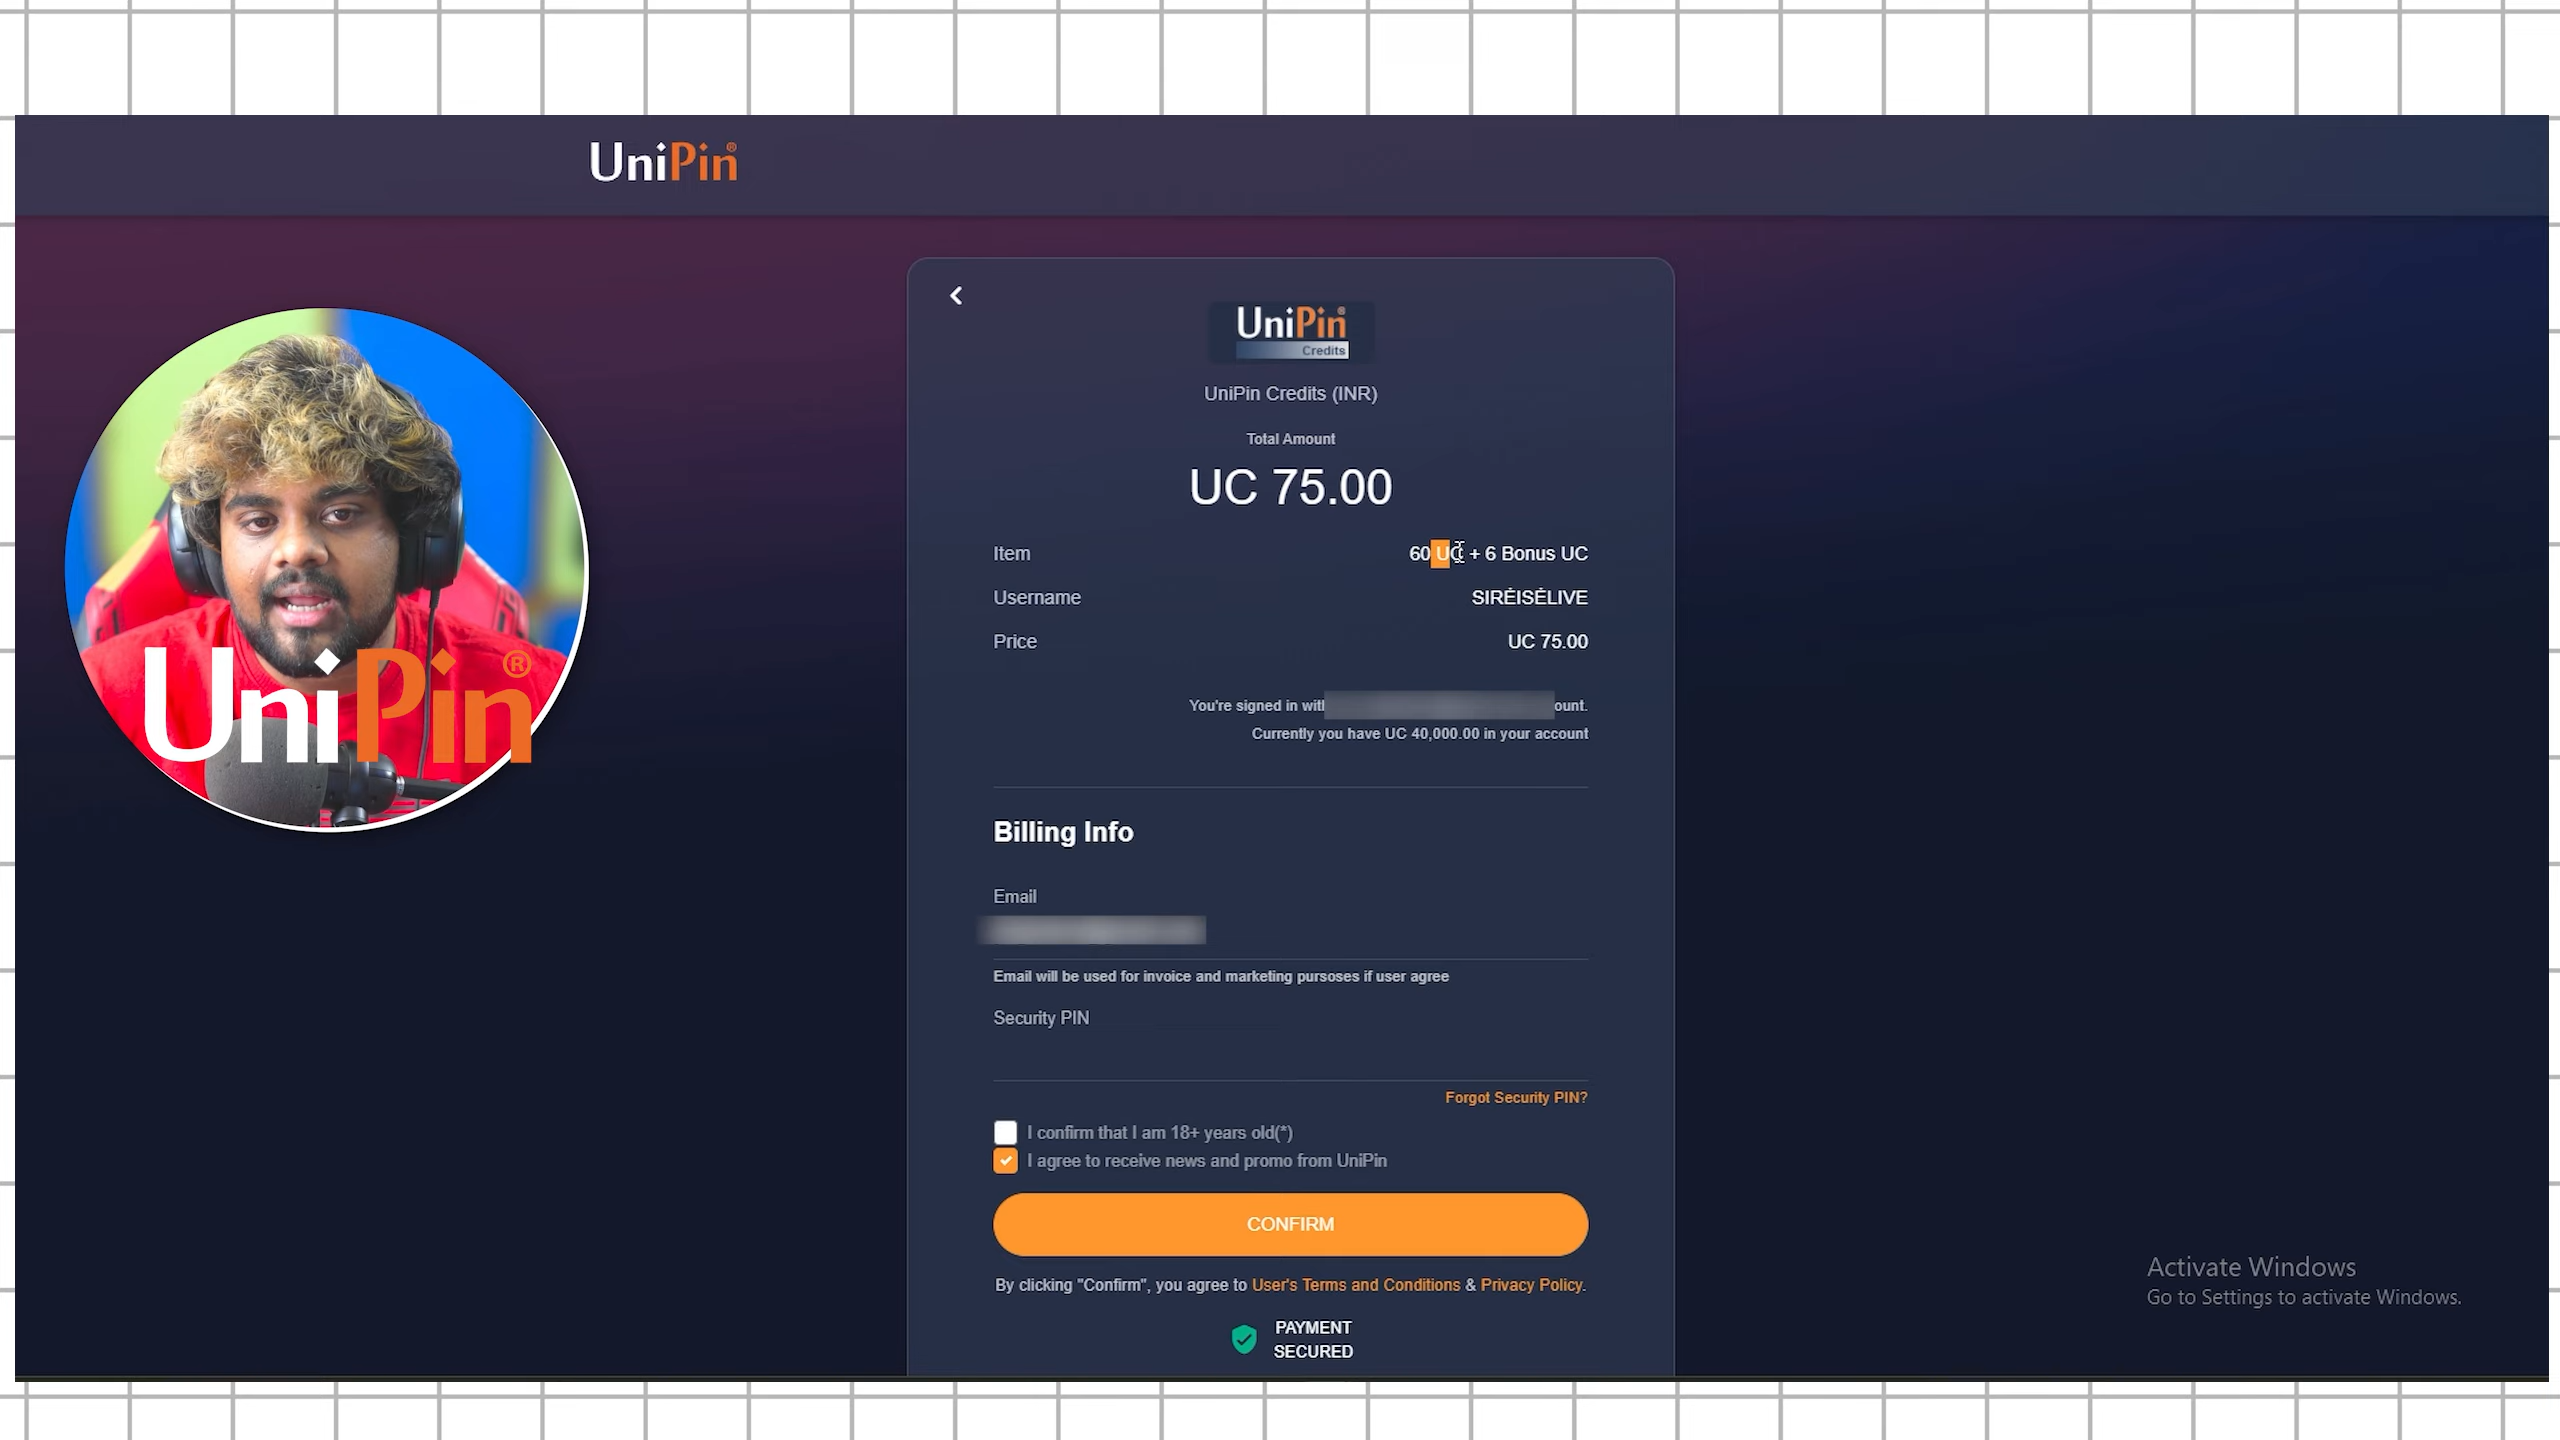 UniPin®
UniPin®
Credits
UniPin Credits (INR)
Total Amount
UC 75.00
Item
60 UC + 6 Bonus UC
Username
SIRĖISĖLIVE
Price
UC 75.00
You're signed in with ount.
Currently you have UC 40,000.00 in your account
UniPin®
Billing Info
Email
Email will be used for invoice and marketing pursoses if user agree
Security PIN
Forgot Security PIN?
I confirm that I am 18+ years old(*)
I agree to receive news and promo from UniPin
CONFIRM
By clicking "Confirm", you agree to User's Terms and Conditions & Privacy Policy.
PAYMENT
SECURED
Activate Windows
Go to Settings to activate Windows.